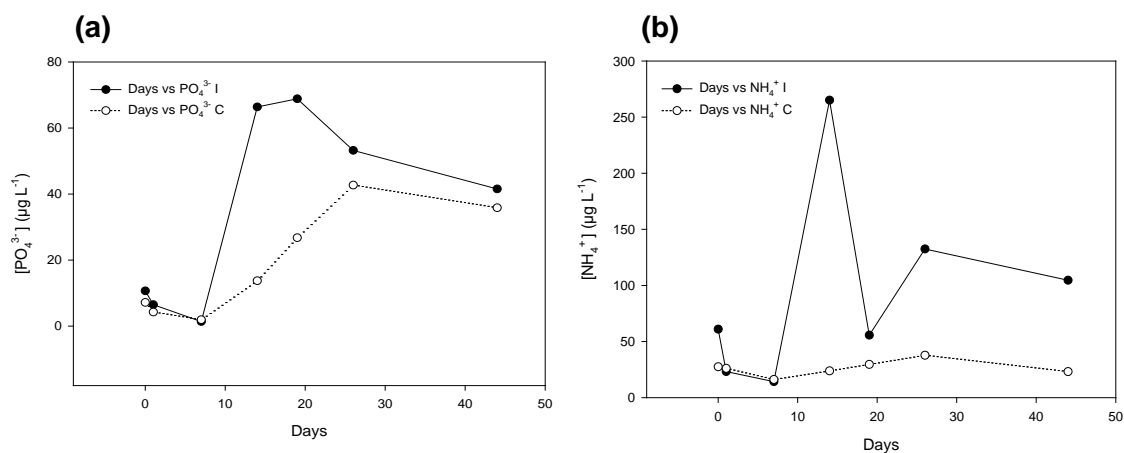 (a)
80
60
40
20
0
[PO₄³⁻] (µg L⁻¹)
Days vs PO₄³⁻ I
Days vs PO₄³⁻ C
0 10 20 30 40 50
Days
(b)
300
250
200
150
100
50
0
[NH₄⁺] (µg L⁻¹)
Days vs NH₄⁺ I
Days vs NH₄⁺ C
0 10 20 30 40 50
Days